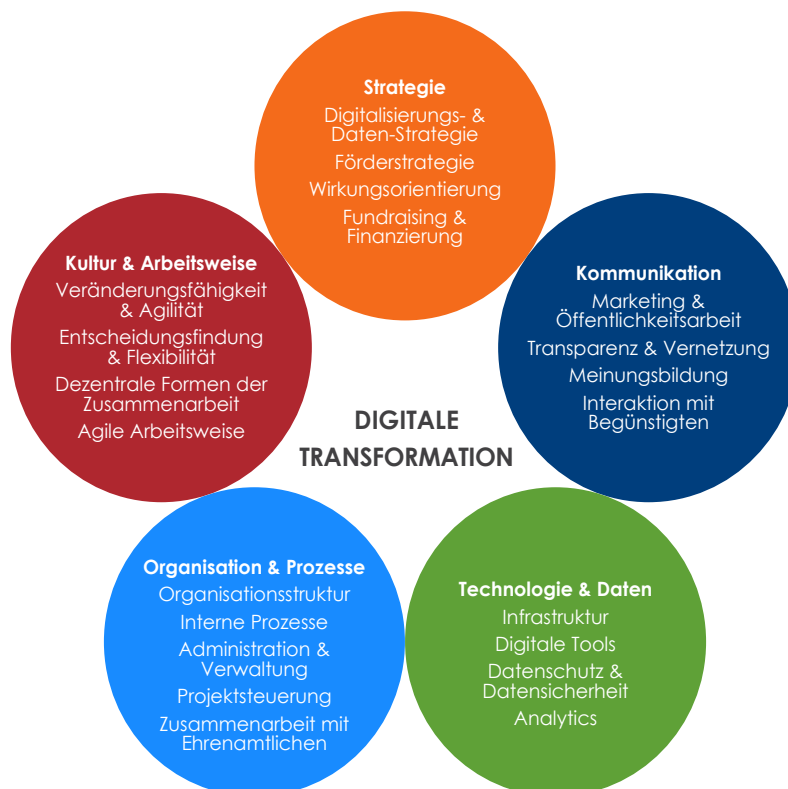 Strategie
Digitalisierungs- &
Daten-Strategie
Förderstrategie
Wirkungsorientierung
Fundraising &
Finanzierung
Kultur & Arbeitsweise
Veränderungsfähigkeit
& Agilität
Entscheidungsfindung
& Flexibilität
Dezentrale Formen der
Zusammenarbeit
Agile Arbeitsweise
Kommunikation
Marketing &
Öffentlichkeitsarbeit
Transparenz & Vernetzung
Meinungsbildung
Interaktion mit
Begünstigten
DIGITALE
TRANSFORMATION
Organisation & Prozesse
Organisationsstruktur
Interne Prozesse
Administration &
Verwaltung
Projektsteuerung
Zusammenarbeit mit
Ehrenamtlichen
Technologie & Daten
Infrastruktur
Digitale Tools
Datenschutz &
Datensicherheit
Analytics